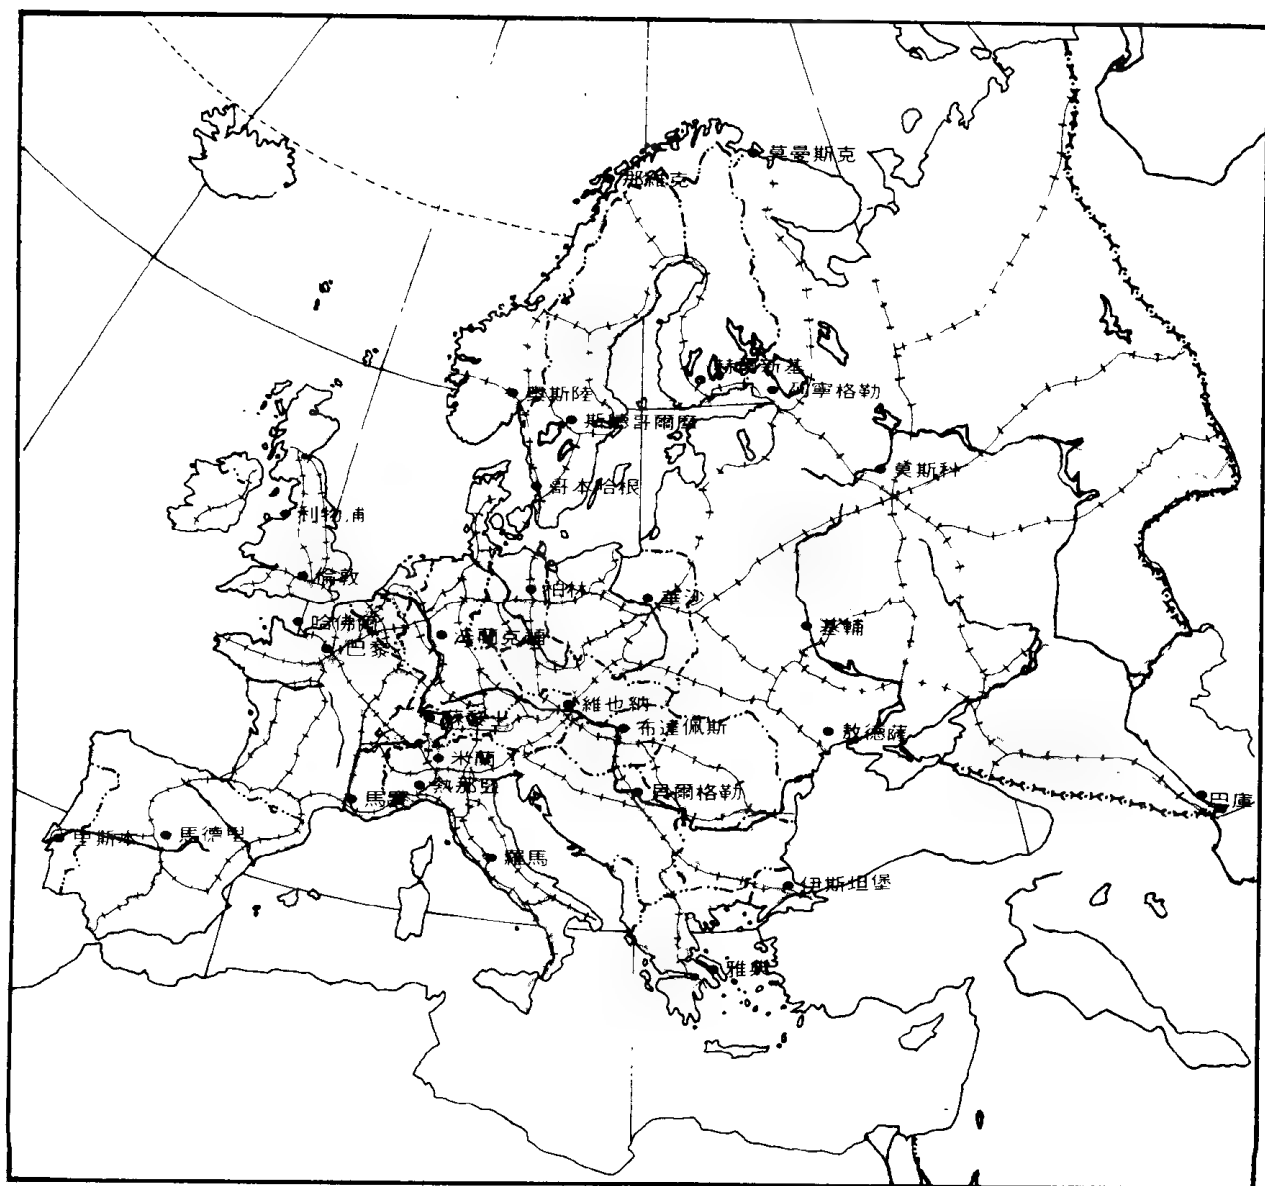 莫曼斯克
那維克
赫爾新基
列寧格勒
奧斯陸
斯德哥爾摩
莫斯科
哥本哈根
利物浦
倫敦
柏林
華沙
哈佛爾
基輔
法蘭克福
巴黎
維也納
蘇黎士
布達佩斯
敖德薩
米蘭
熱那亞
貝爾格勒
馬賽
巴庫
里斯本
馬德里
羅馬
伊斯坦堡
雅典